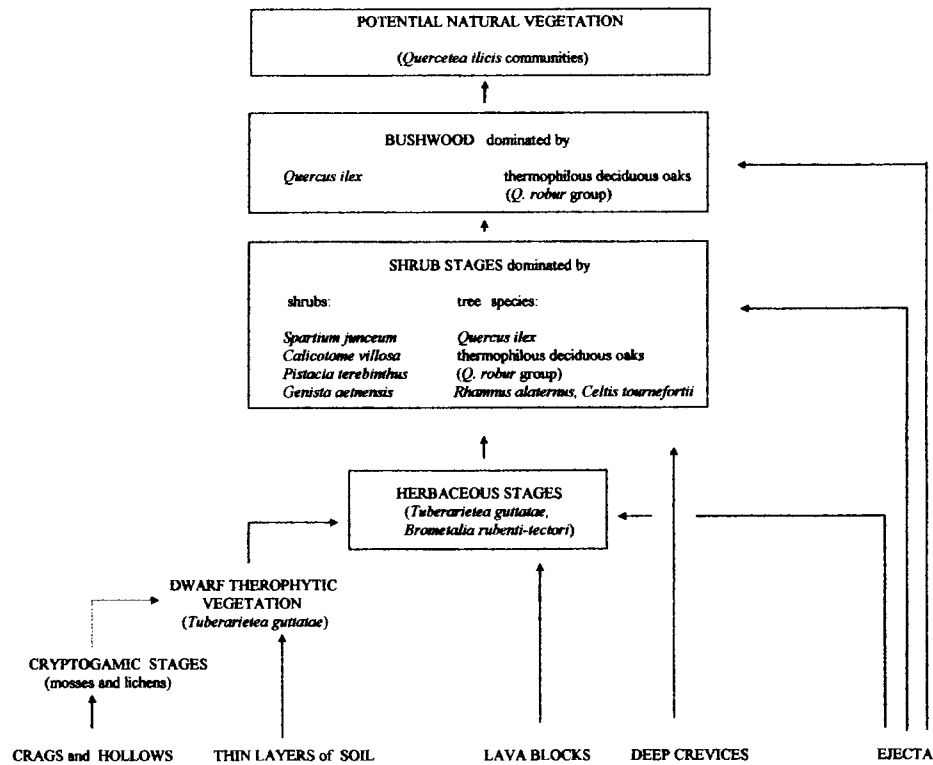 POTENTIAL NATURAL VEGETATION
(Quercetea ilicis communities)
BUSHWOOD dominated by
Quercus ilex thermophilous deciduous oaks
(Q. robur group)
SHRUB STAGES dominated by
shrubs: tree species:
Spartium junceum Quercus ilex
Calicotome villosa thermophilous deciduous oaks
Pistacia terebinthus (Q. robur group)
Genista aetnensis Rhamnus alaternus, Celtis tournefortii
HERBACEOUS STAGES
(Tuberarietea guttatae,
Brometalia rubenti-tectori)
DWARF THEROPHYTIC
VEGETATION
(Tuberarietea guttatae)
CRYPTOGAMIC STAGES
(mosses and lichens)
CRAGS and HOLLOWS THIN LAYERS of SOIL LAVA BLOCKS DEEP CREVICES EJECTA